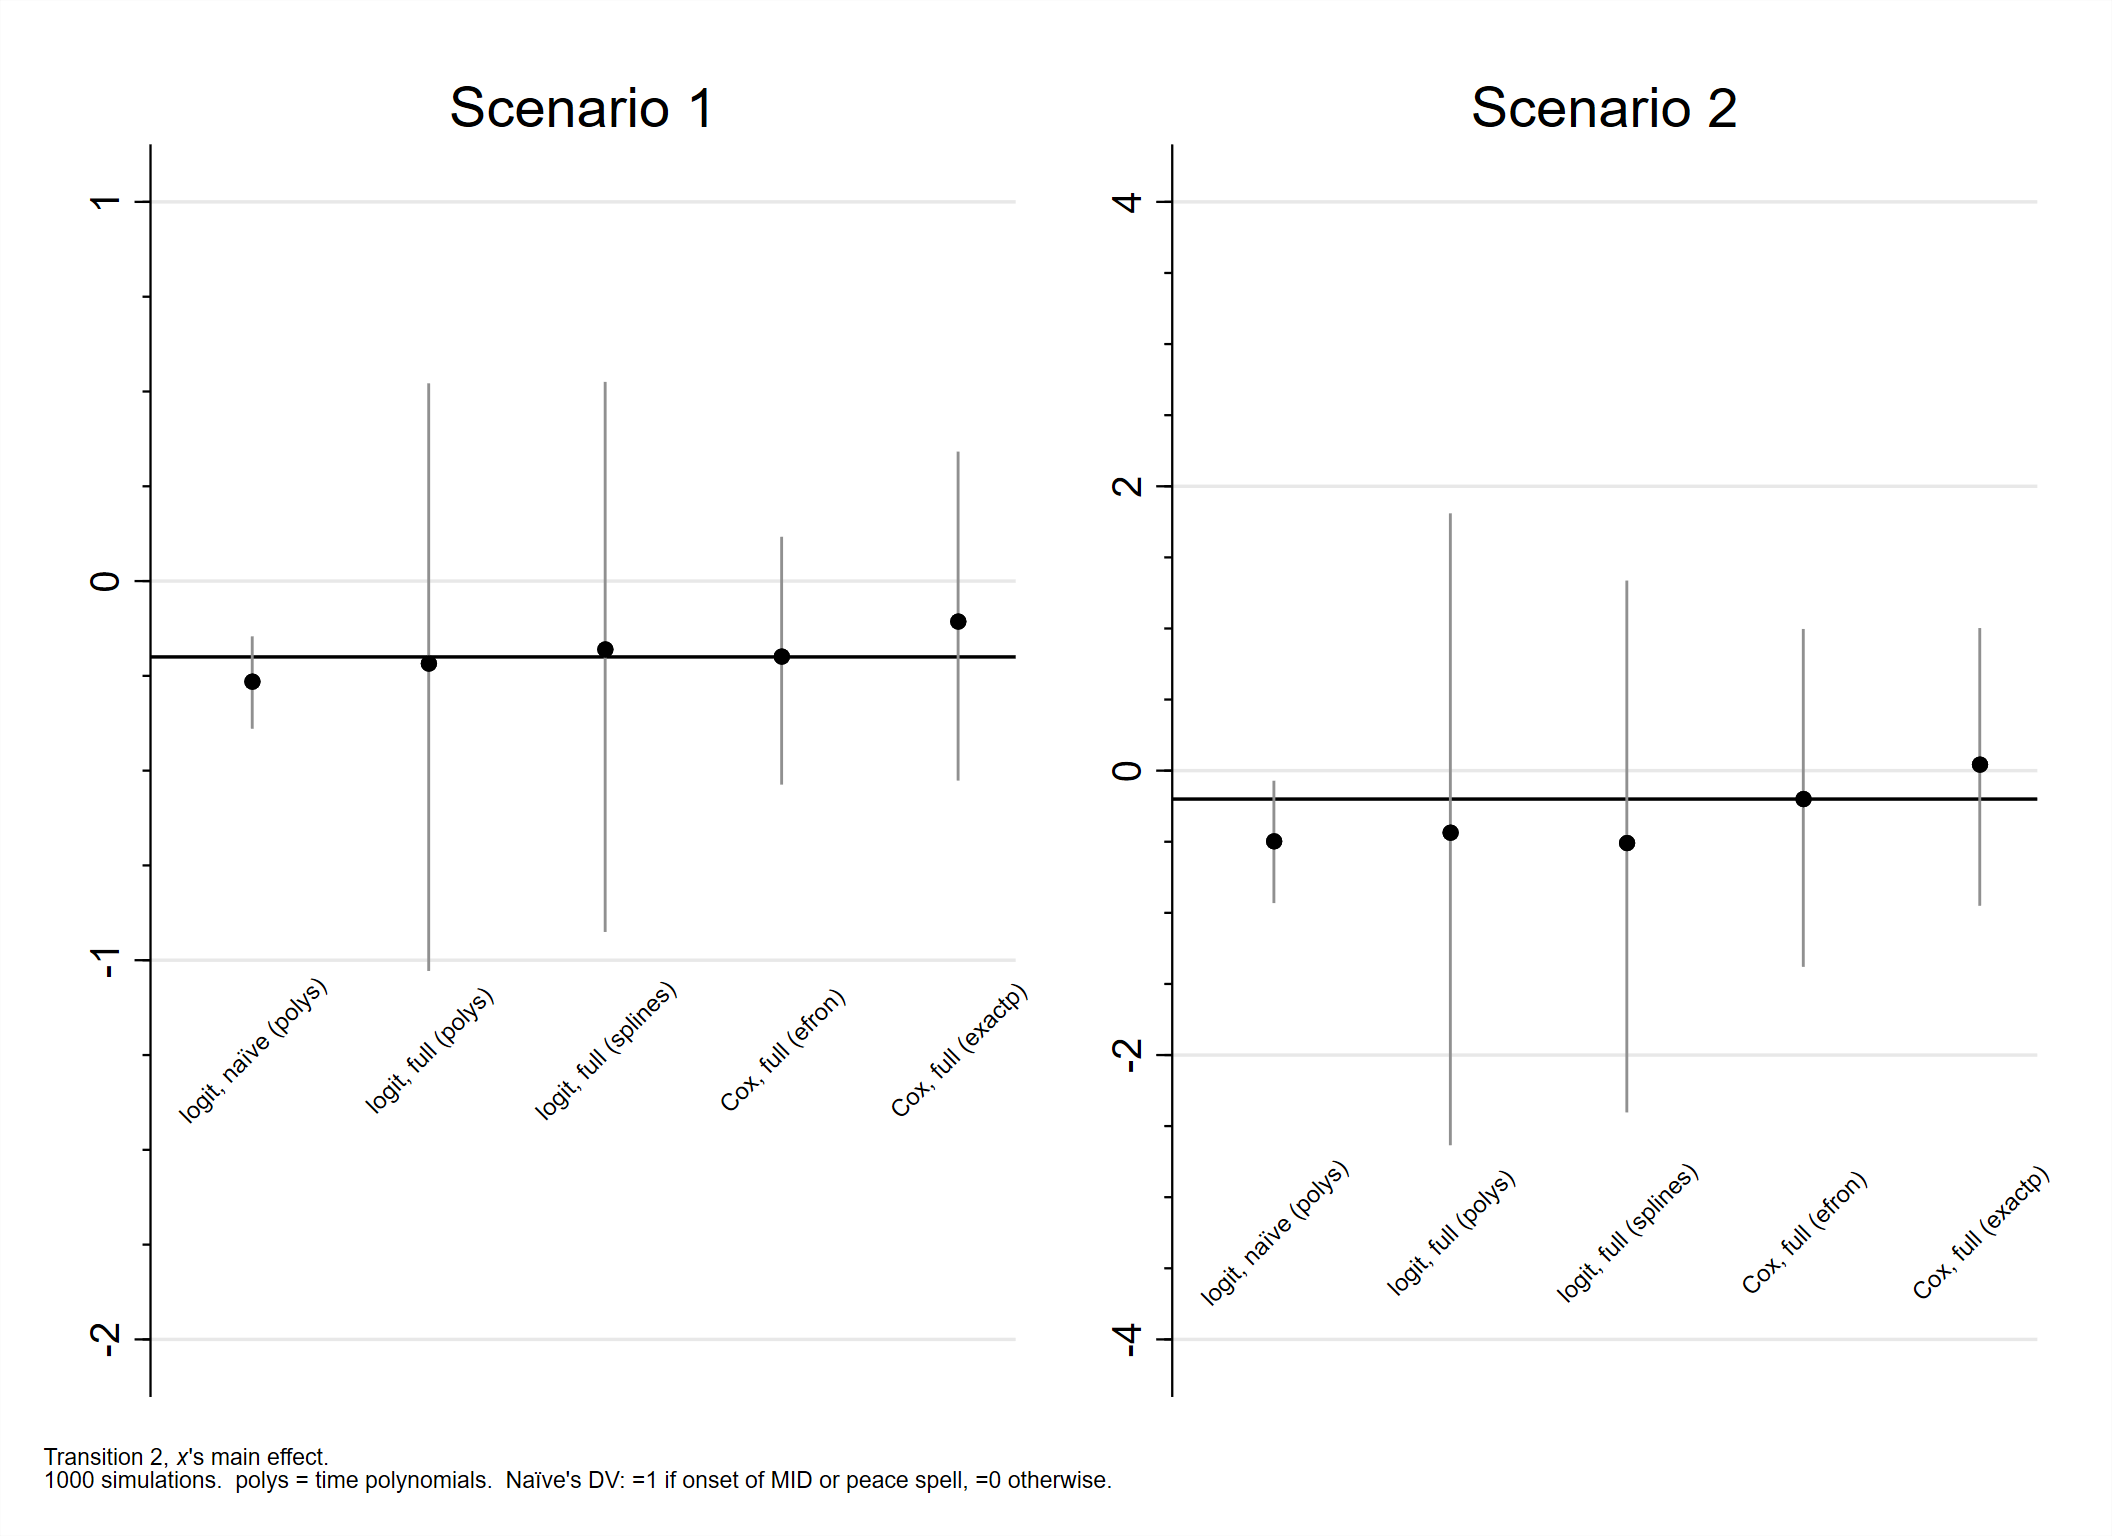 Scenario 1
1
0
-1
-2
logit, naïve (polys)
logit, full (polys)
logit, full (splines)
Cox, full (efron)
Cox, full (exactp)
Scenario 2
4
2
0
-2
-4
logit, naïve (polys)
logit, full (polys)
logit, full (splines)
Cox, full (efron)
Cox, full (exactp)
Transition 2, x's main effect.
1000 simulations.  polys = time polynomials.  Naïve's DV: =1 if onset of MID or peace spell, =0 otherwise.